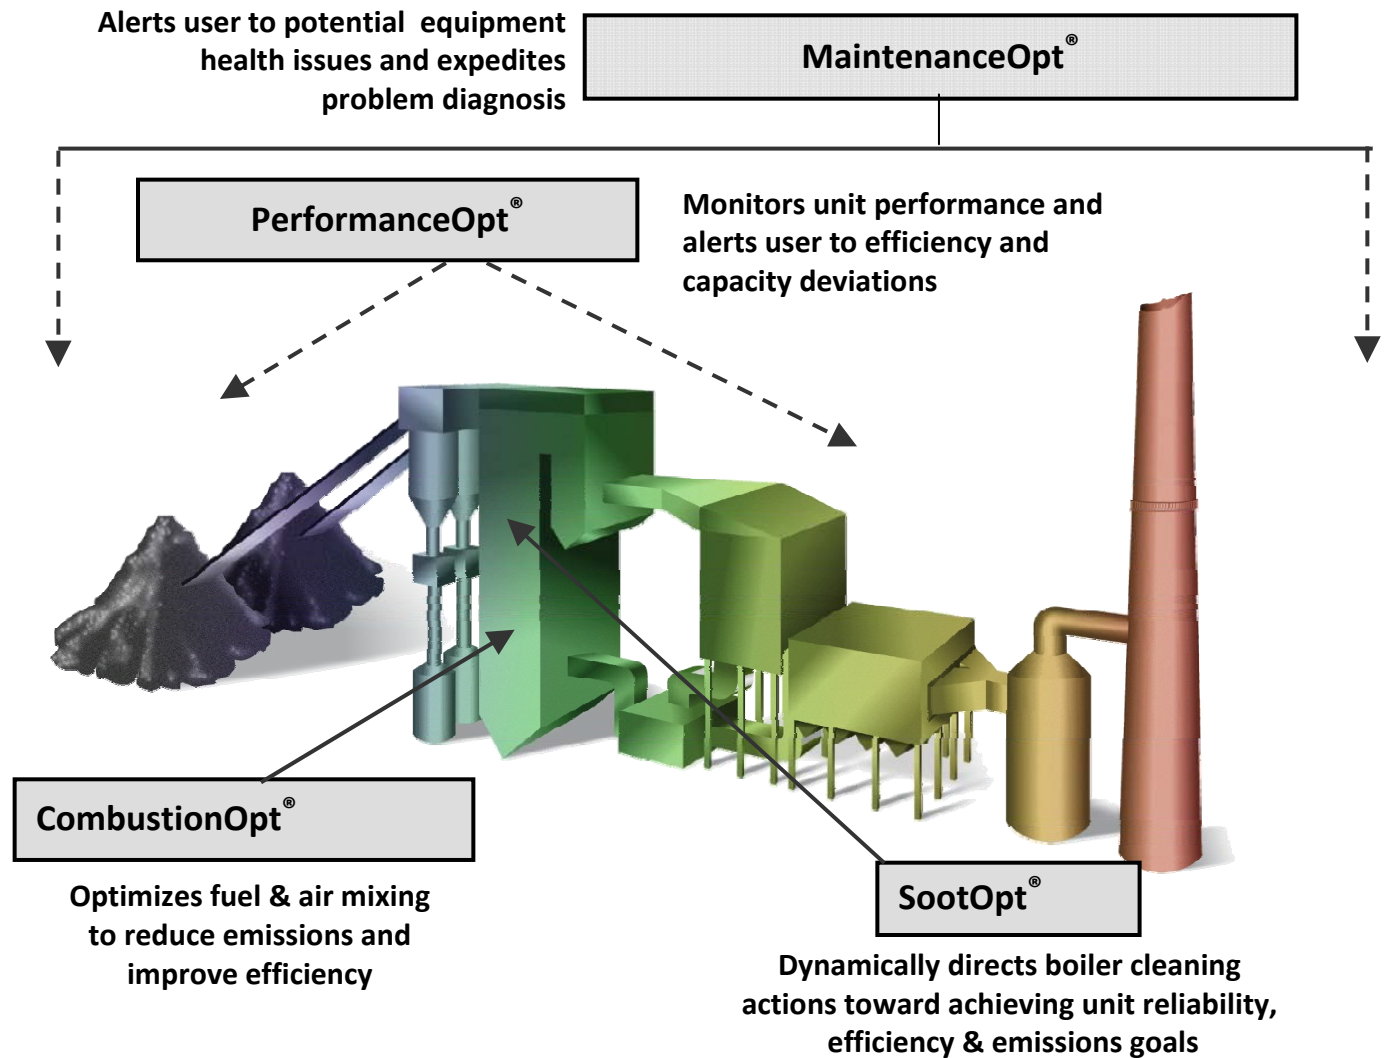 Alerts user to potential equipment
health issues and expedites
problem diagnosis
MaintenanceOpt®
PerformanceOpt®
Monitors unit performance and
alerts user to efficiency and
capacity deviations
CombustionOpt®
Optimizes fuel & air mixing
to reduce emissions and
improve efficiency
SootOpt®
Dynamically directs boiler cleaning
actions toward achieving unit reliability,
efficiency & emissions goals